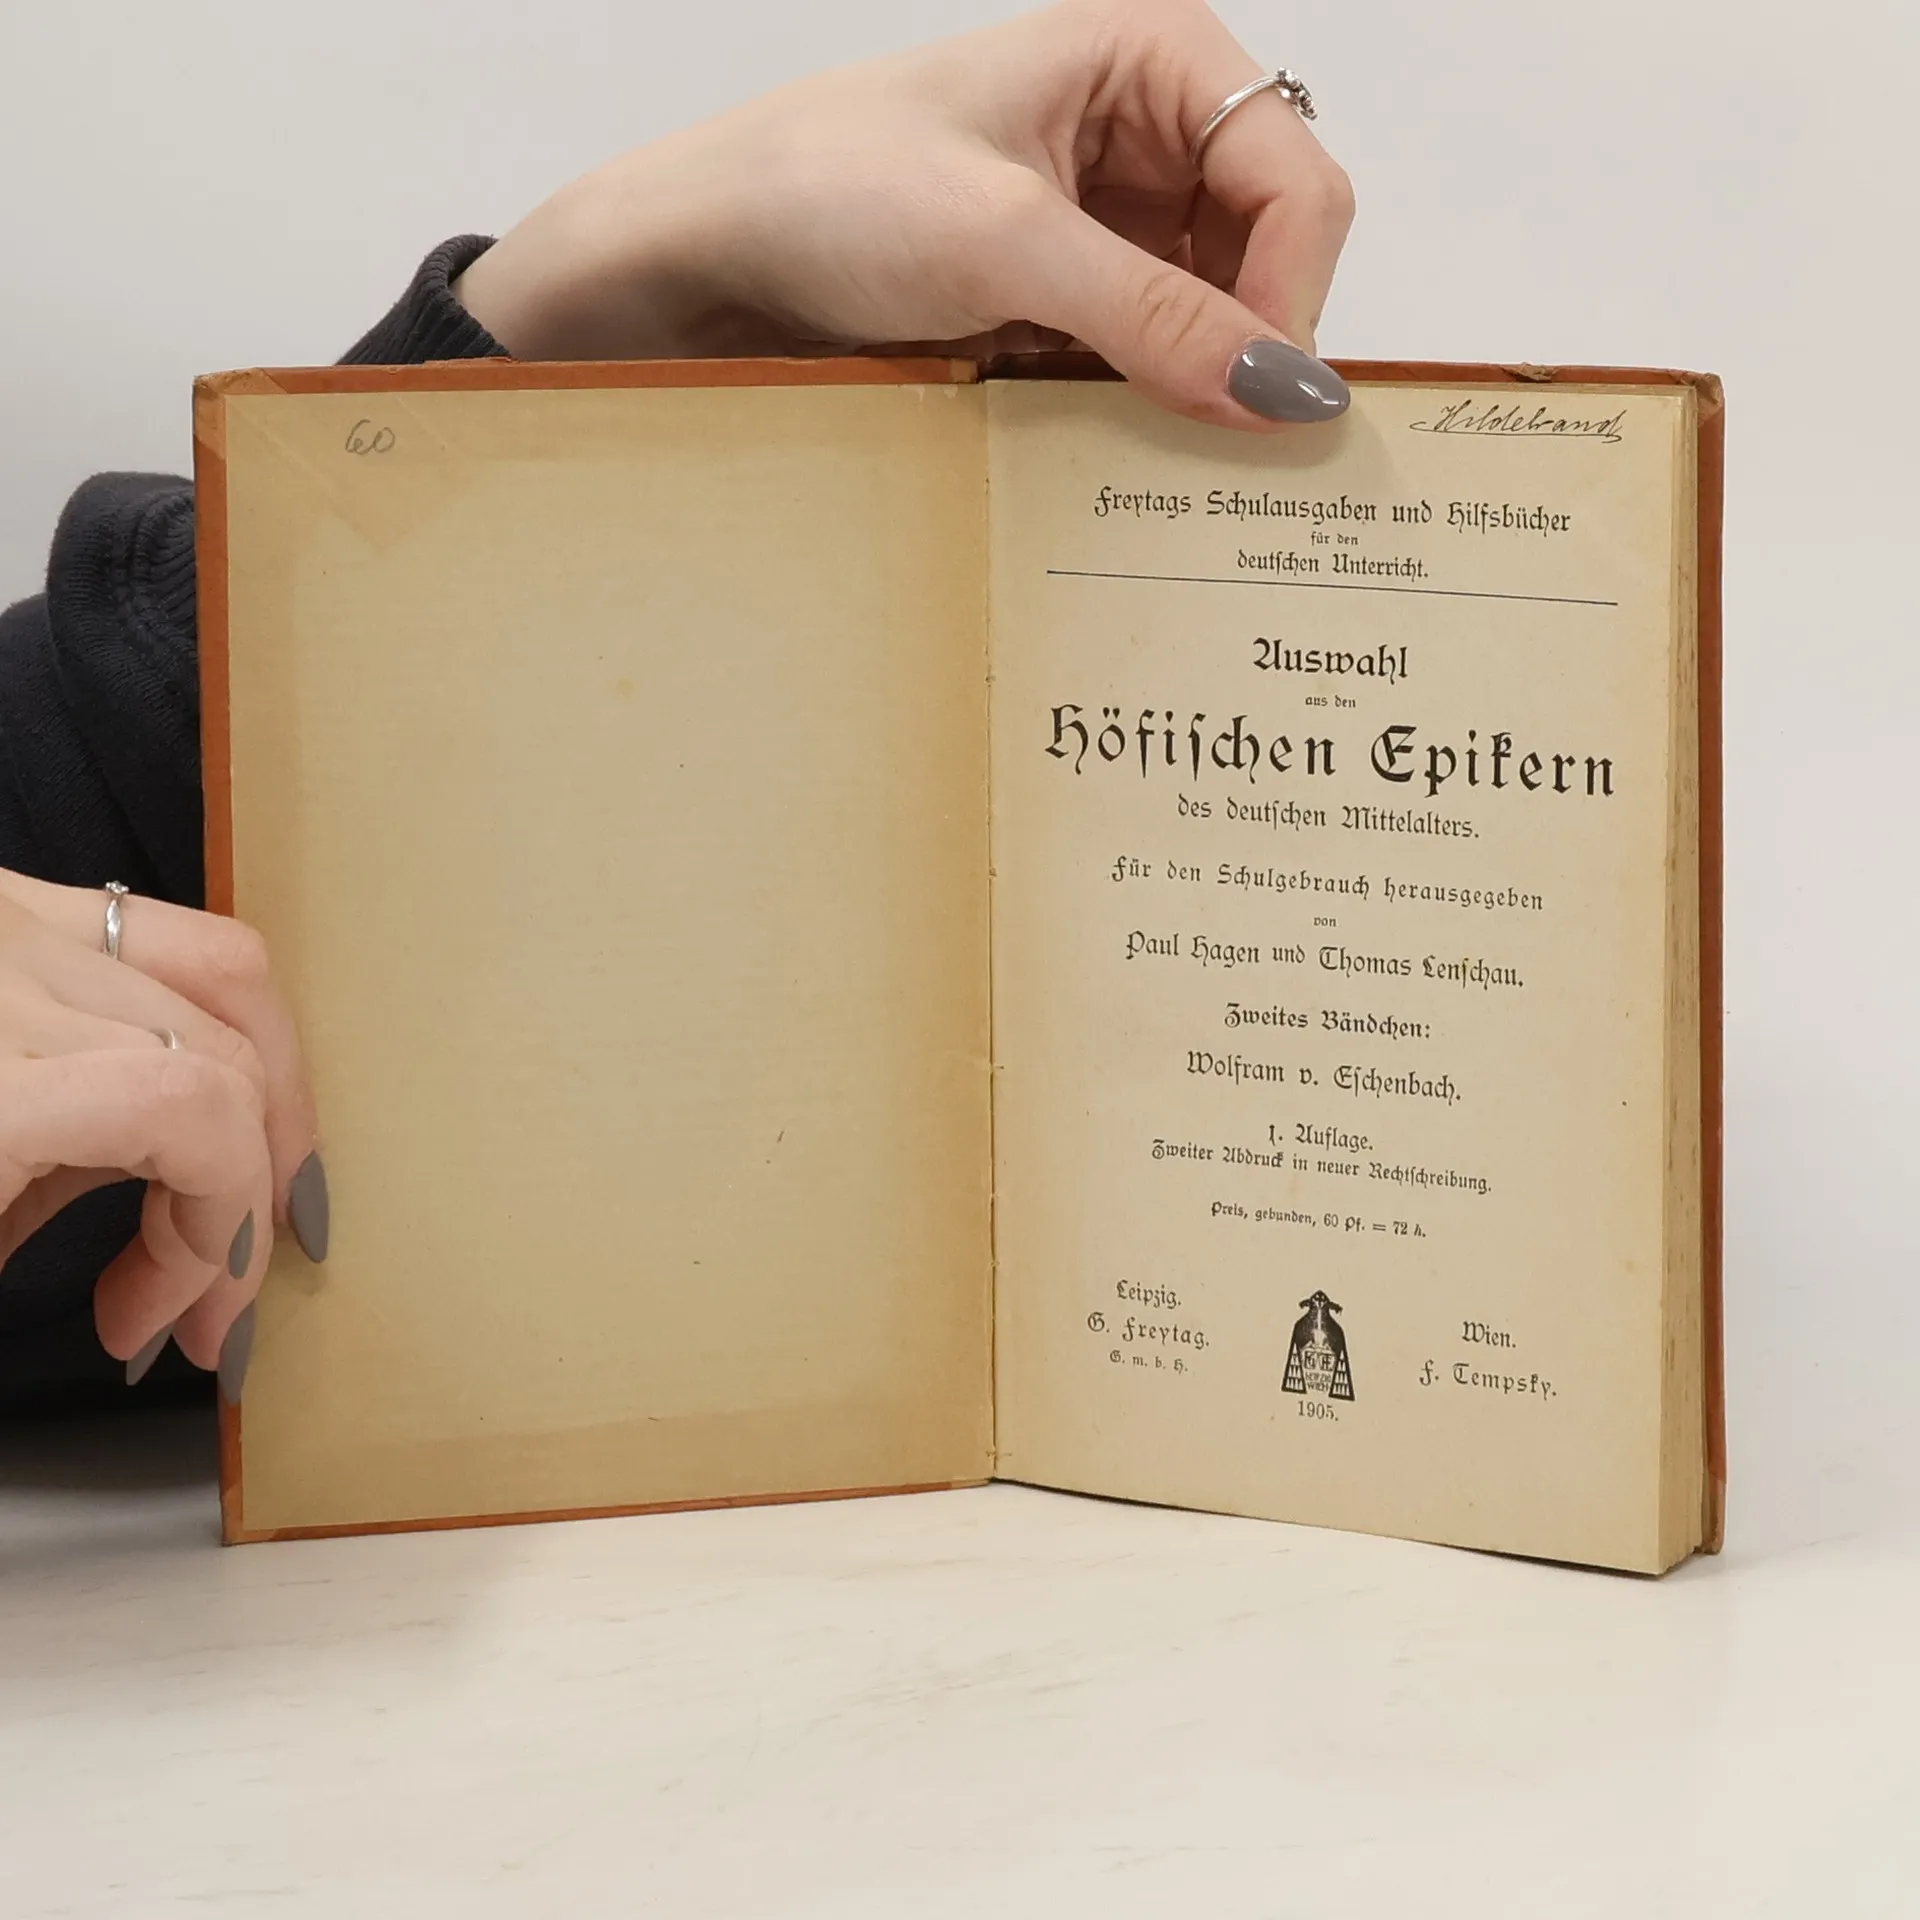 60
Hildebrand
Freytags Schulausgaben und Hilfsbücher
für den
deutſchen Unterricht.
Auswahl
aus den
Höfiſchen Epikern
des deutſchen Mittelalters.
Für den Schulgebrauch herausgegeben
von
Paul Hagen und Thomas Lenſchau.
Zweites Bändchen:
Wolfram v. Eſchenbach.
1. Auflage.
Zweiter Abdruck in neuer Rechtſchreibung.
Preis, gebunden, 60 Pf. = 72 h.
Leipzig.
G. Freytag.
G. m. b. H.
Wien.
F. Tempsky.
LEIPZIG
WIEN
1905.